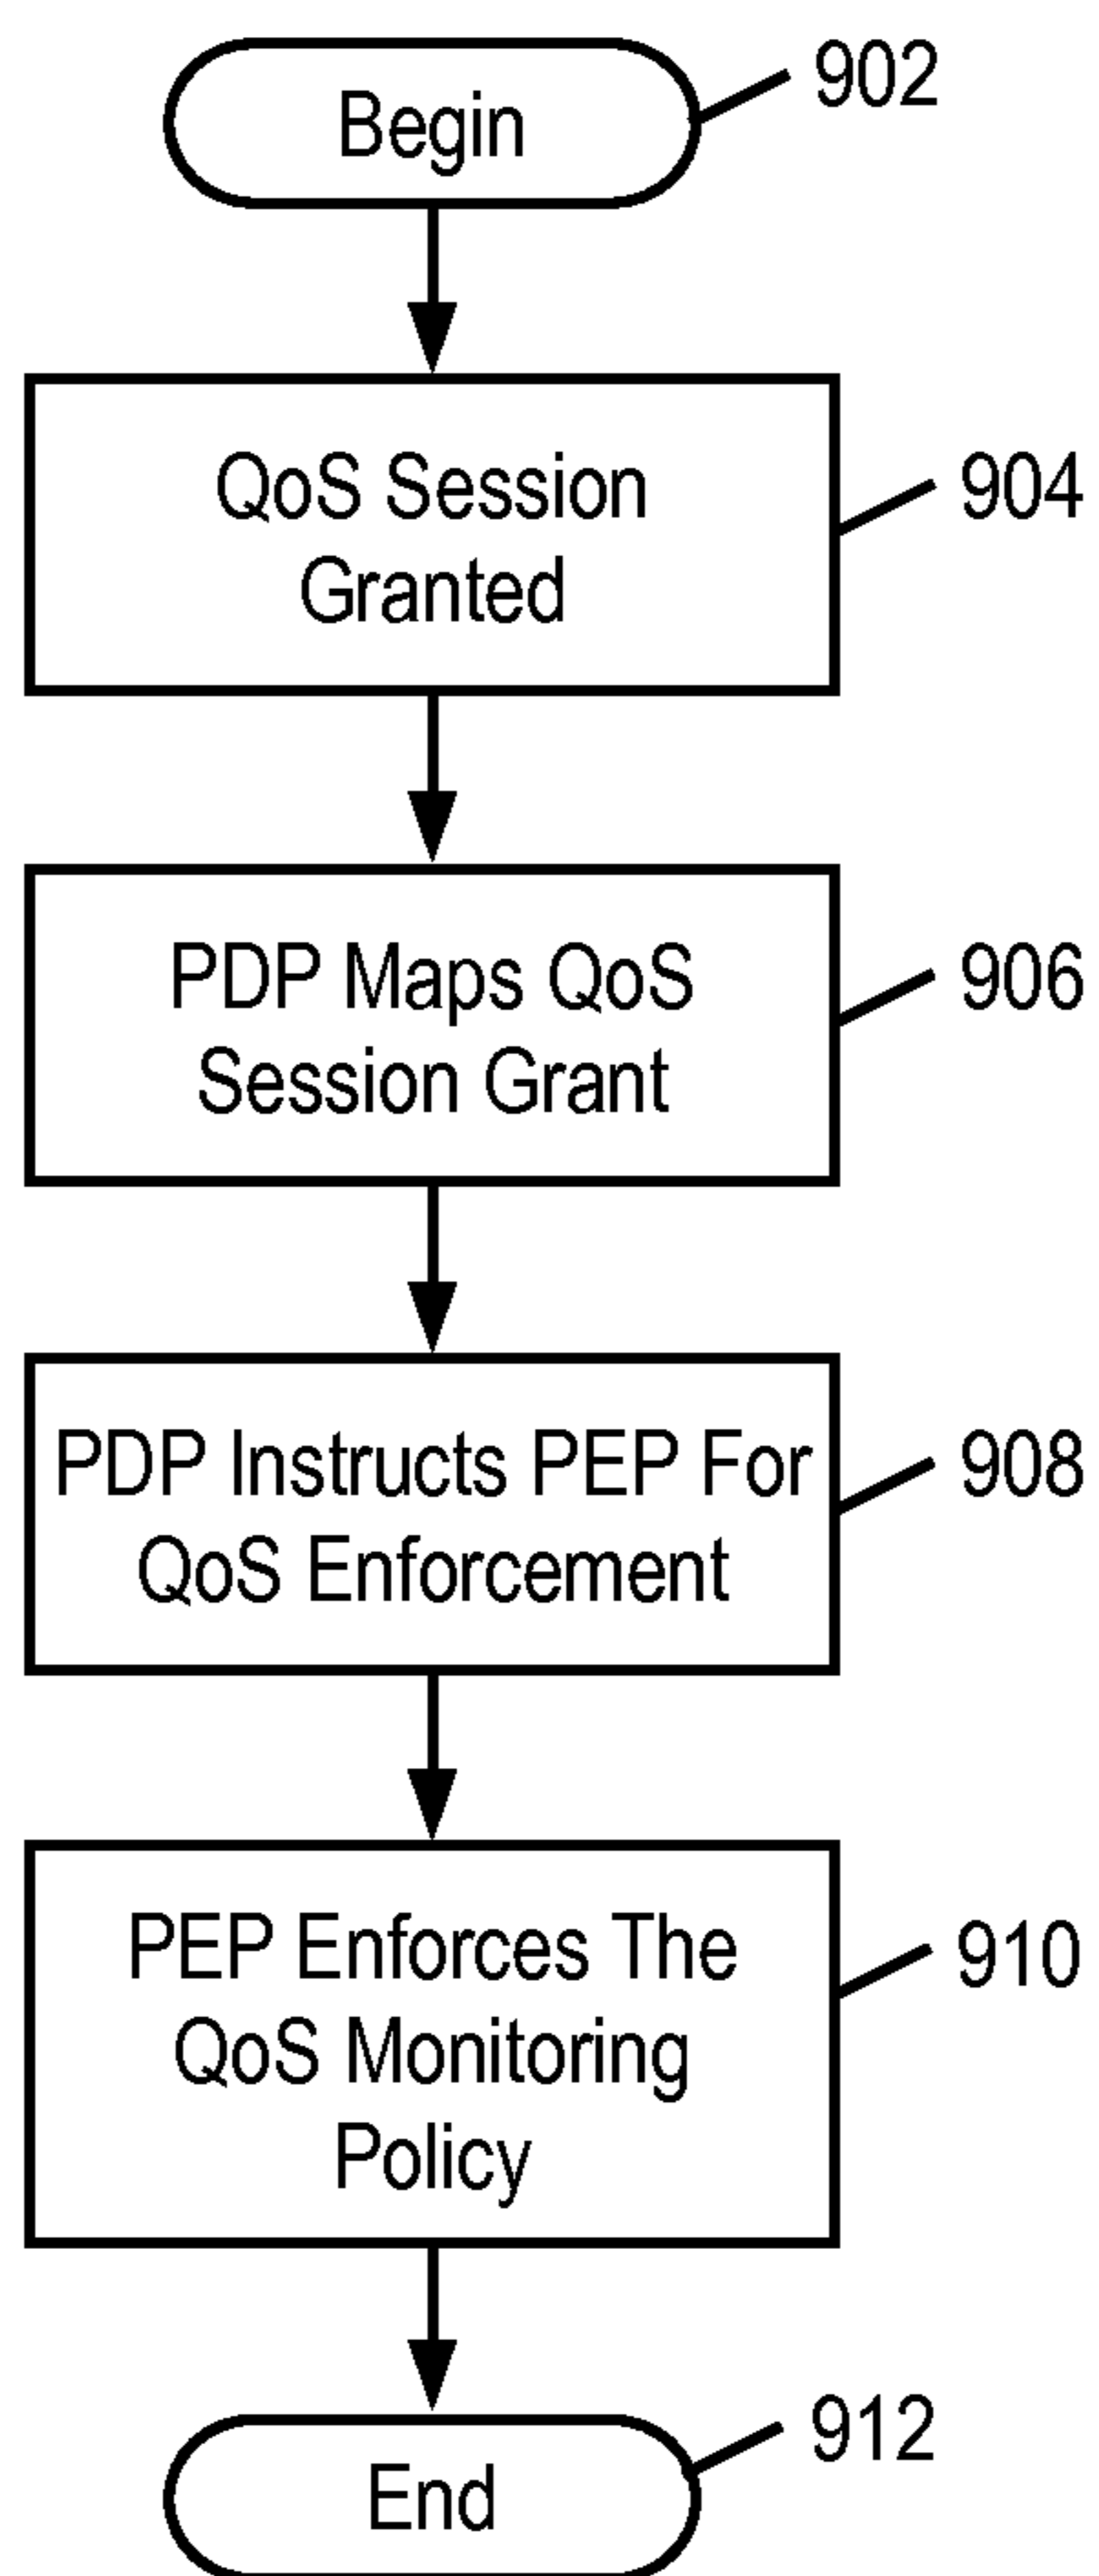 Begin
902
QoS Session
Granted
904
PDP Maps QoS
Session Grant
906
PDP Instructs PEP For
QoS Enforcement
908
PEP Enforces The
QoS Monitoring
Policy
910
End
912